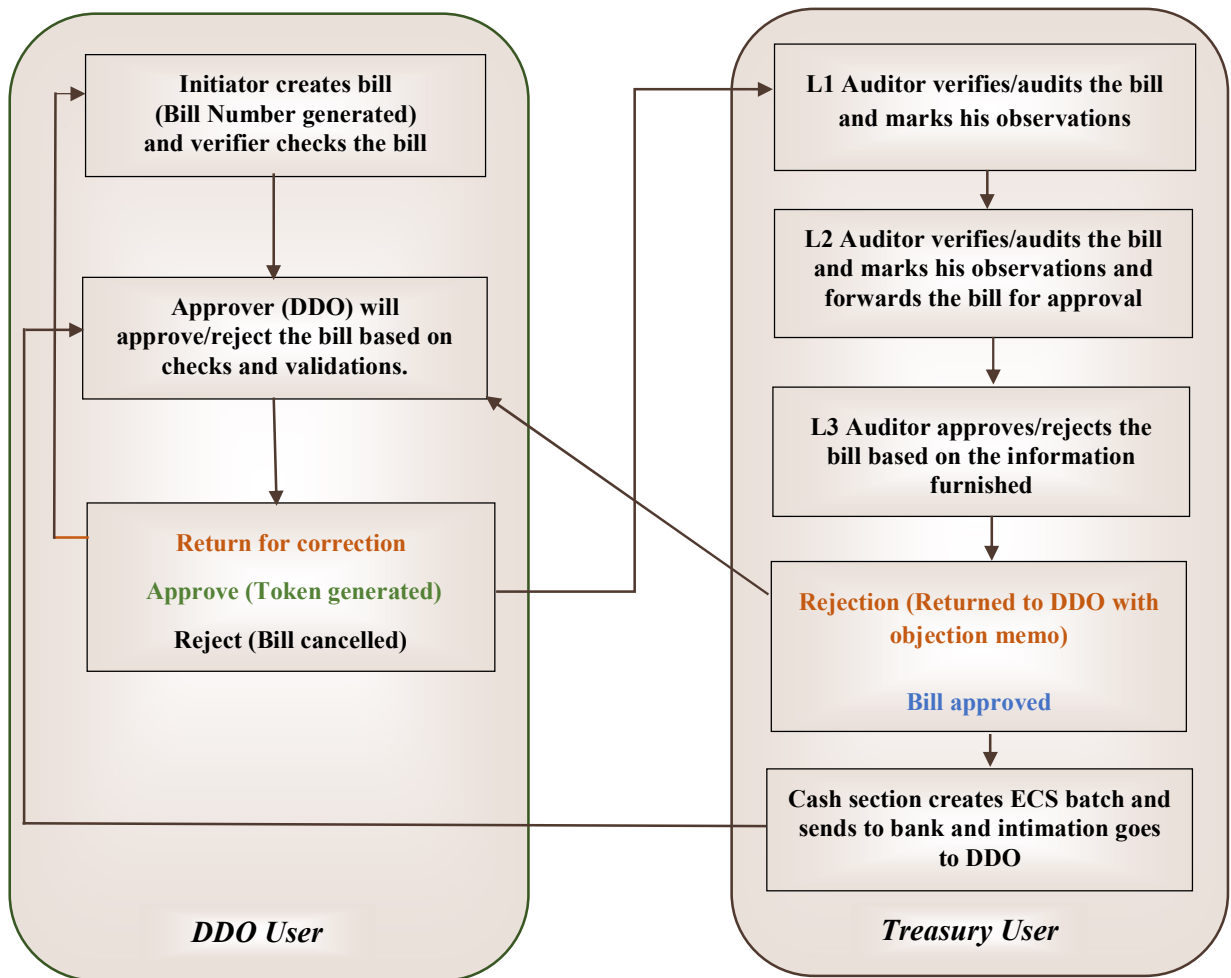 Initiator creates bill
(Bill Number generated)
and verifier checks the bill
Approver (DDO) will
approve/reject the bill based on
checks and validations.
Return for correction
Approve (Token generated)
Reject (Bill cancelled)
DDO User
L1 Auditor verifies/audits the bill
and marks his observations
L2 Auditor verifies/audits the bill
and marks his observations and
forwards the bill for approval
L3 Auditor approves/rejects the
bill based on the information
furnished
Rejection (Returned to DDO with
objection memo)
Bill approved
Cash section creates ECS batch and
sends to bank and intimation goes
to DDO
Treasury User